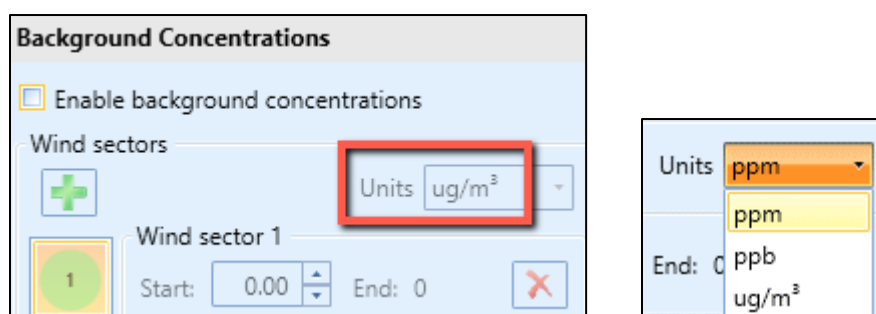 Background Concentrations
Enable background concentrations
Wind sectors
Units ug/m³
Wind sector 1
1
Start: 0.00 End: 0
Units ppm
ppm
ppb
End: 0
ug/m³